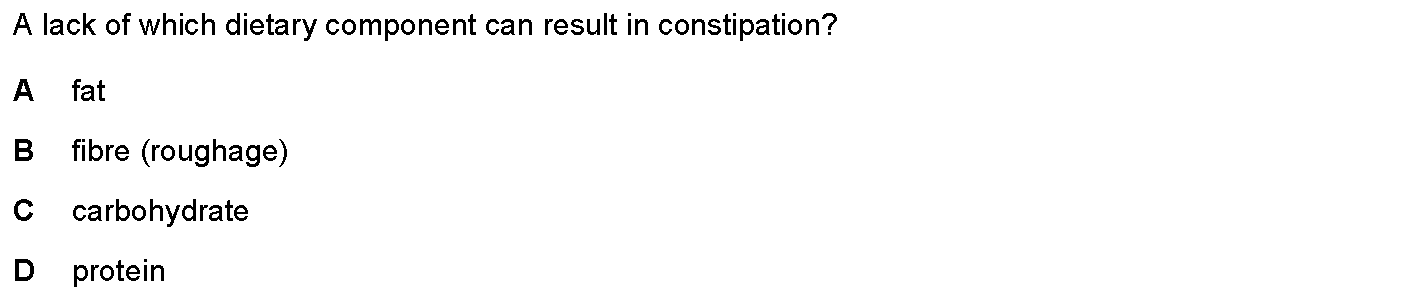 A lack of which dietary component can result in constipation?
A fat
B fibre (roughage)
C carbohydrate
D protein